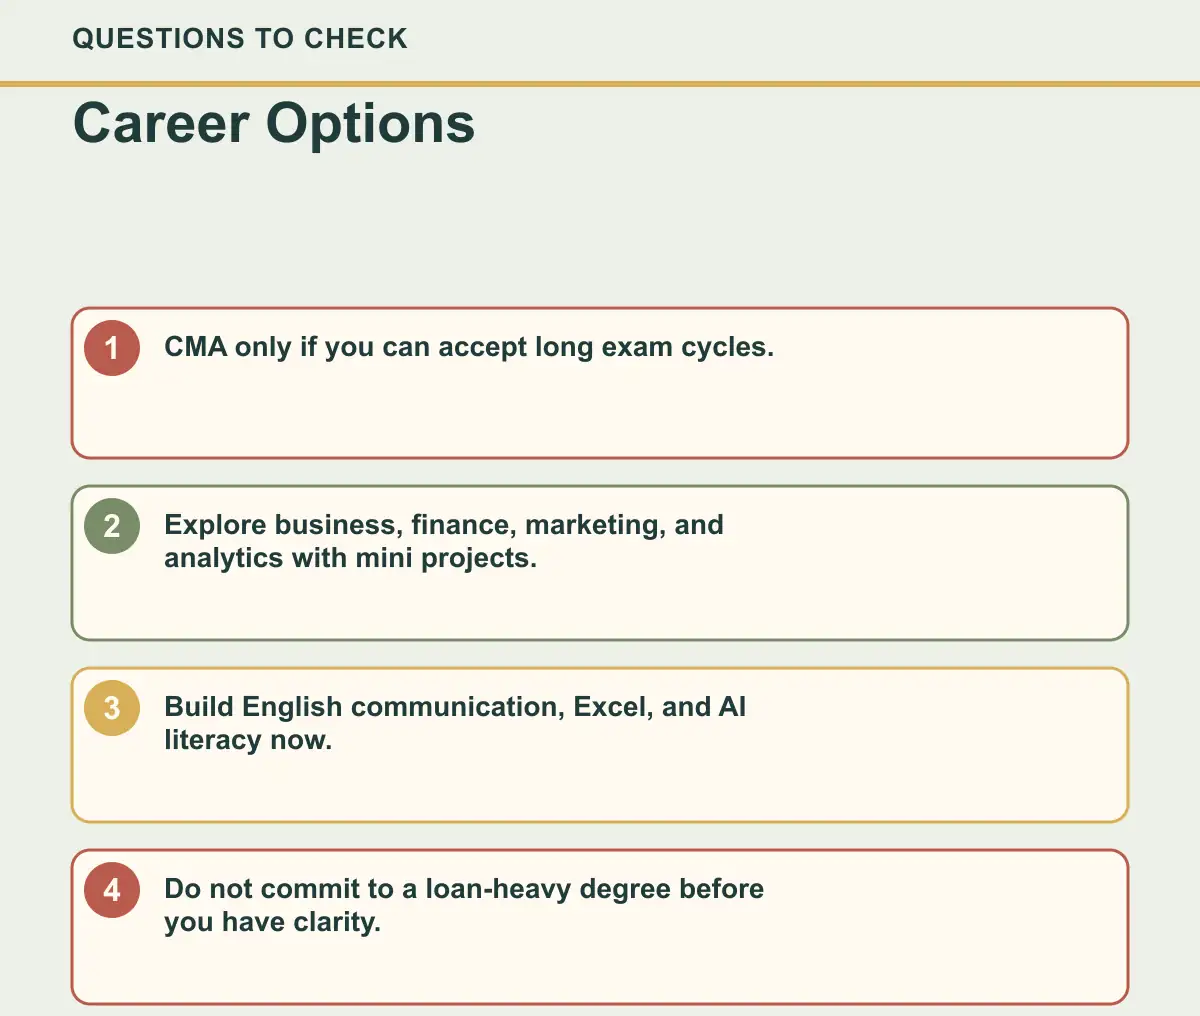 QUESTIONS TO CHECK
Career Options
1
CMA only if you can accept long exam cycles.
2
Explore business, finance, marketing, and
analytics with mini projects.
3
Build English communication, Excel, and AI
literacy now.
4
Do not commit to a loan-heavy degree before
you have clarity.